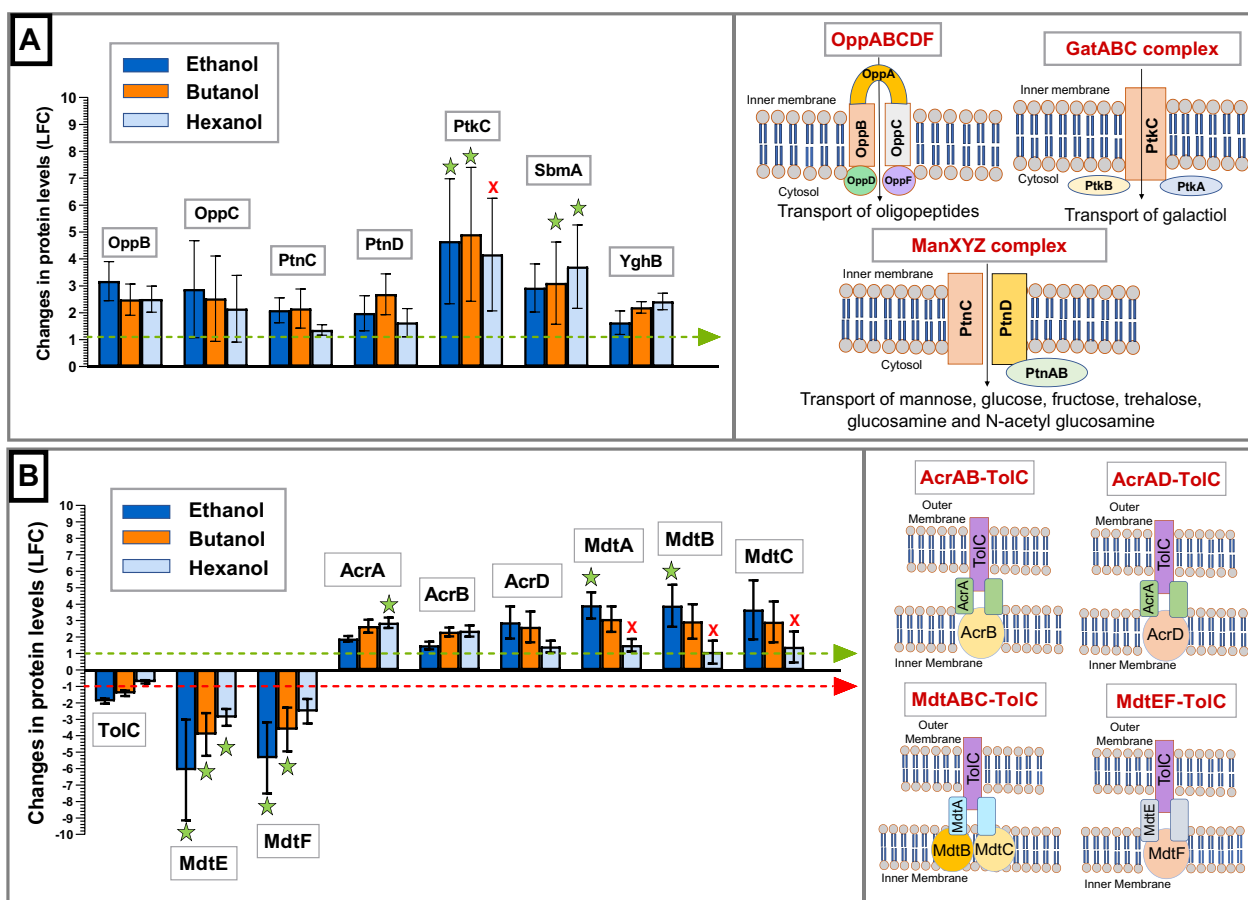 A
Ethanol
Butanol
Hexanol
Changes in protein levels (LFC)
10
9
8
7
6
5
4
3
2
1
0
OppB
OppC
PtnC
PtnD
PtkC
X
SbmA
YghB
OppABCDF
OppA
Inner membrane
OppB
OppC
OppD
OppF
Cytosol
Transport of oligopeptides
GatABC complex
Inner membrane
PtkC
Cytosol
PtkB
PtkA
Transport of galactiol
ManXYZ complex
Inner membrane
PtnC
PtnD
Cytosol
PtnAB
Transport of mannose, glucose, fructose, trehalose,
glucosamine and N-acetyl glucosamine
B
Ethanol
Butanol
Hexanol
Changes in protein levels (LFC)
10
9
8
7
6
5
4
3
2
1
0
-1
-2
-3
-4
-5
-6
-7
-8
-9
-10
TolC
MdtE
MdtF
AcrA
AcrB
AcrD
MdtA
X
MdtB
X
MdtC
X
AcrAB-TolC
Outer
Membrane
TolC
AcrA
AcrB
Inner Membrane
AcrAD-TolC
Outer
Membrane
TolC
AcrA
AcrD
Inner Membrane
MdtABC-TolC
Outer
Membrane
TolC
MdtA
MdtB
MdtC
Inner Membrane
MdtEF-TolC
Outer
Membrane
TolC
MdtE
MdtF
Inner Membrane